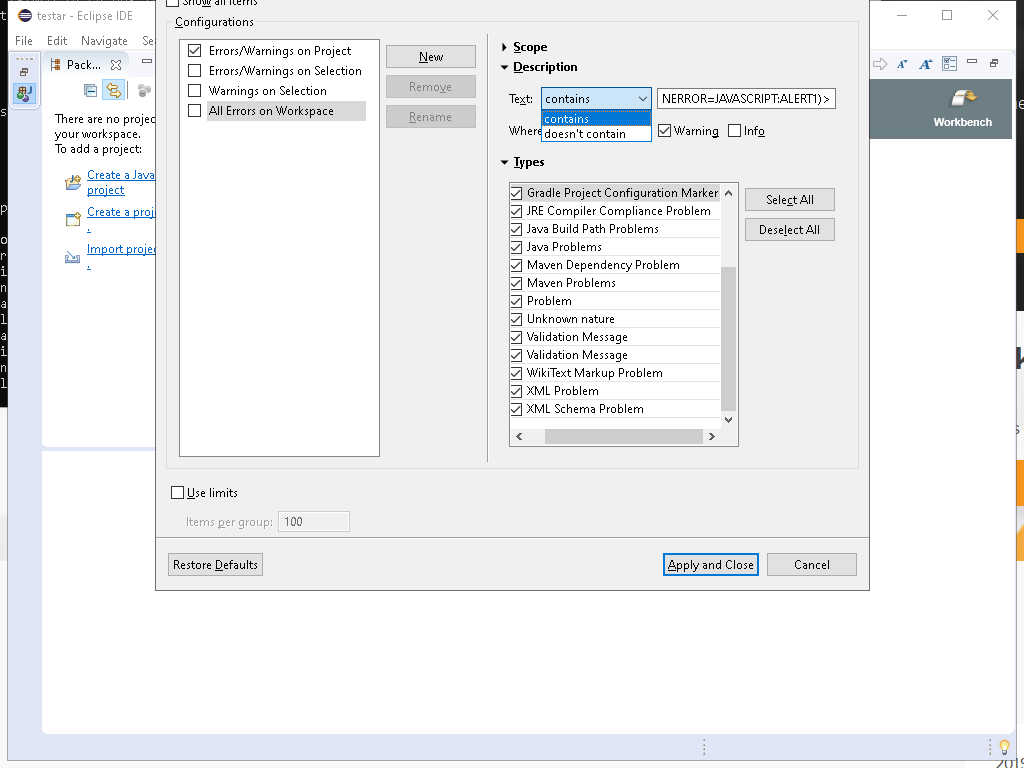 Show all items
testar - Eclipse IDE
File Edit Navigate Se
Configurations
Errors/Warnings on Project
Errors/Warnings on Selection
Warnings on Selection
All Errors on Workspace
New
Remove
Rename
Scope
Description
Text: contains NERROR=JAVASCRIPT:ALERT1)>
contains
doesn't contain
Where
Warning
Info
Types
Gradle Project Configuration Marker
JRE Compiler Compliance Problem
Java Build Path Problems
Java Problems
Maven Dependency Problem
Maven Problems
Problem
Unknown nature
Validation Message
Validation Message
WikiText Markup Problem
XML Problem
XML Schema Problem
Select All
Deselect All
Use limits
Items per group: 100
Restore Defaults
Apply and Close
Cancel
Pack...
There are no projec
your workspace.
To add a project:
Create a Java
project
Create a proj
.
Import projec
.
Workbench
2019